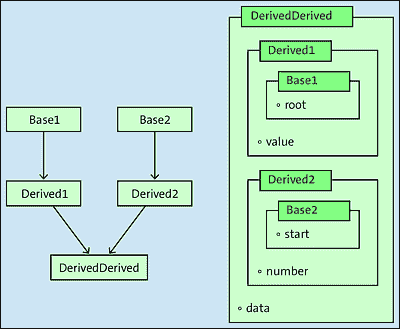 Base1
Base2
Derived1
Derived2
DerivedDerived
DerivedDerived
Derived1
Base1
root
value
Derived2
Base2
start
number
data